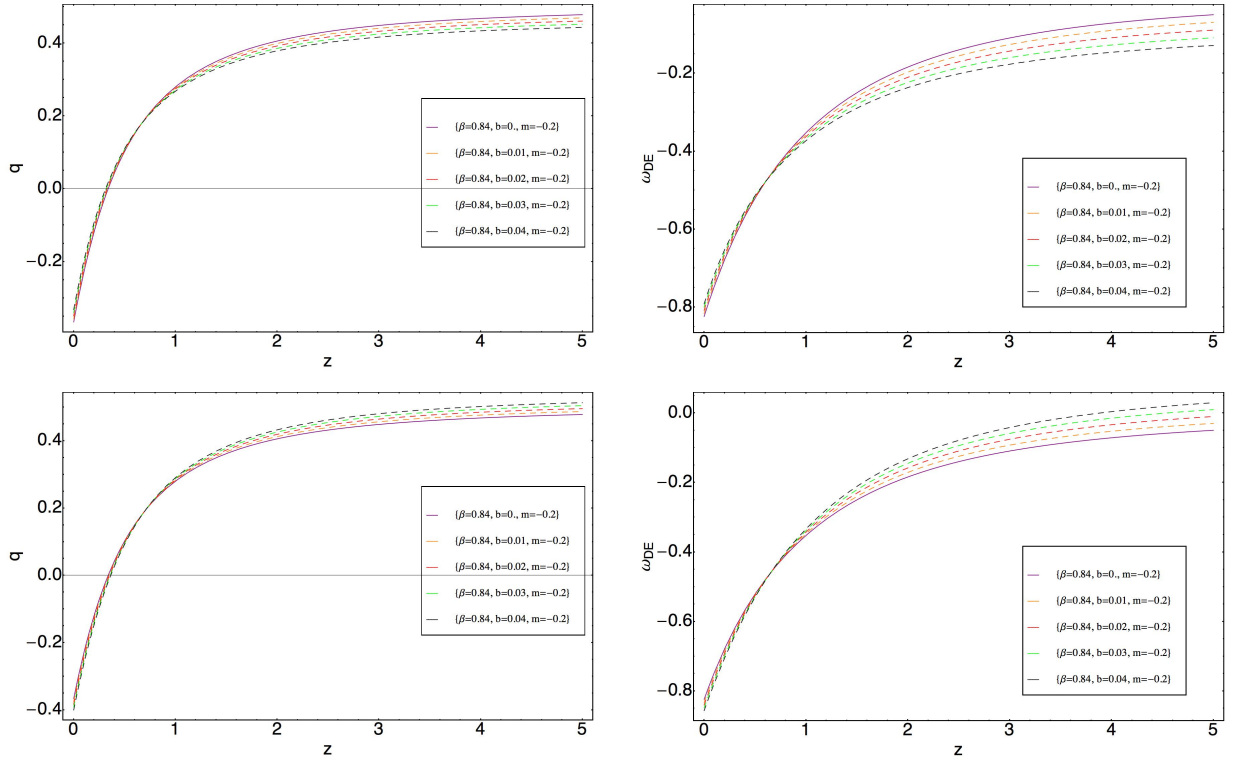 0.4
0.2
0.0
−0.2
q
{β=0.84, b=0., m=−0.2}
{β=0.84, b=0.01, m=−0.2}
{β=0.84, b=0.02, m=−0.2}
{β=0.84, b=0.03, m=−0.2}
{β=0.84, b=0.04, m=−0.2}
0 1 2 3 4 5
z
−0.2
−0.4
−0.6
−0.8
ωDE
{β=0.84, b=0., m=−0.2}
{β=0.84, b=0.01, m=−0.2}
{β=0.84, b=0.02, m=−0.2}
{β=0.84, b=0.03, m=−0.2}
{β=0.84, b=0.04, m=−0.2}
0 1 2 3 4 5
z
0.4
0.2
0.0
−0.2
−0.4
q
{β=0.84, b=0., m=−0.2}
{β=0.84, b=0.01, m=−0.2}
{β=0.84, b=0.02, m=−0.2}
{β=0.84, b=0.03, m=−0.2}
{β=0.84, b=0.04, m=−0.2}
0 1 2 3 4 5
z
0.0
−0.2
−0.4
−0.6
−0.8
ωDE
{β=0.84, b=0., m=−0.2}
{β=0.84, b=0.01, m=−0.2}
{β=0.84, b=0.02, m=−0.2}
{β=0.84, b=0.03, m=−0.2}
{β=0.84, b=0.04, m=−0.2}
0 1 2 3 4 5
z